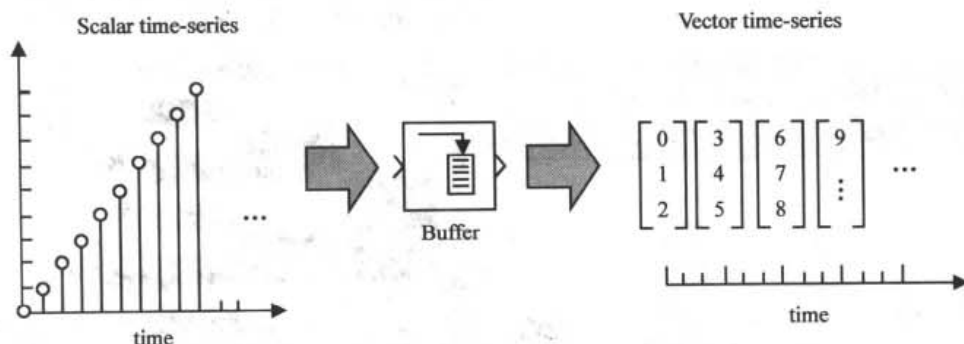 Scalar time-series
Vector time-series
0 3 6 9
1 4 7 ⋮
2 5 8
...
...
Buffer
time
time